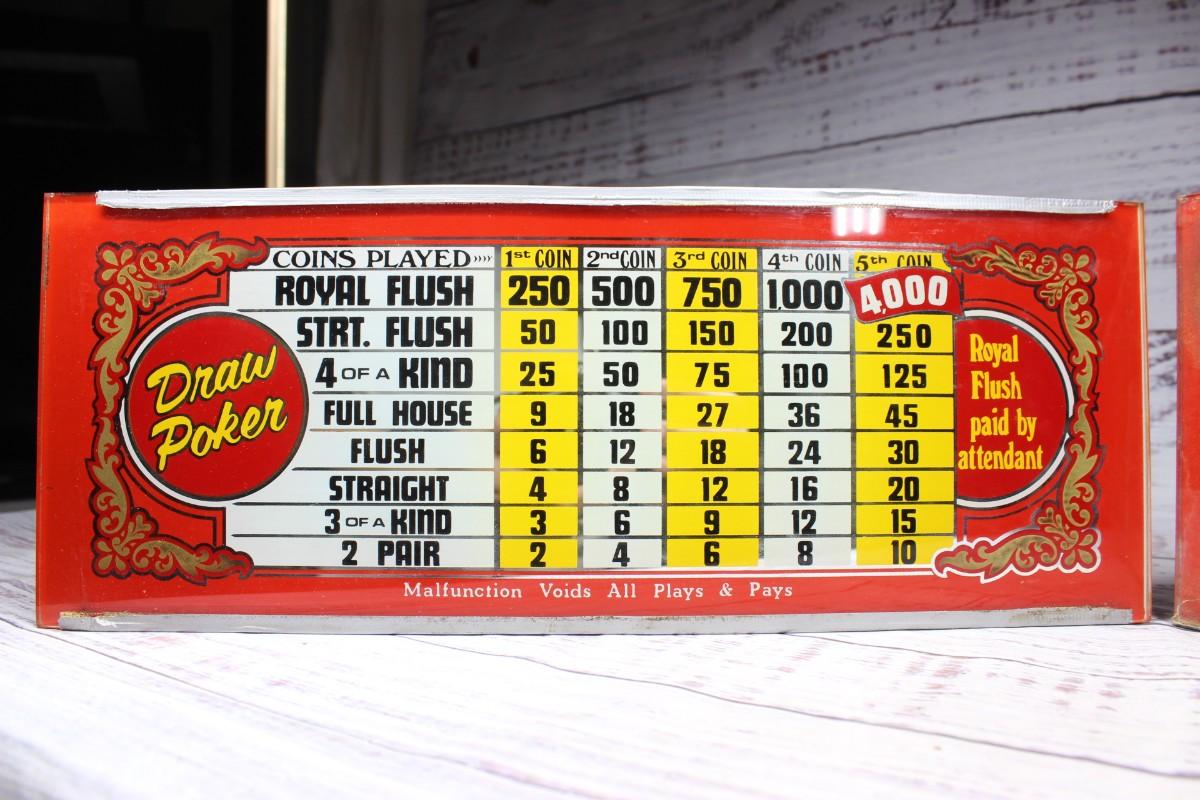 COINS PLAYED»»» 1st COIN 2nd COIN 3rd COIN 4th COIN 5th COIN
ROYAL FLUSH 250 500 750 1,000 4,000
STRT. FLUSH 50 100 150 200 250
4 OF A KIND 25 50 75 100 125
FULL HOUSE 9 18 27 36 45
FLUSH 6 12 18 24 30
STRAIGHT 4 8 12 16 20
3 OF A KIND 3 6 9 12 15
2 PAIR 2 4 6 8 10
Draw
Poker
Royal
Flush
paid by
attendant
Malfunction Voids All Plays & Pays